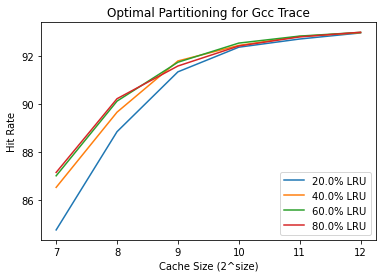 Optimal Partitioning for Gcc Trace
Hit Rate
92
90
88
86
7 8 9 10 11 12
Cache Size (2^size)
20.0% LRU
40.0% LRU
60.0% LRU
80.0% LRU